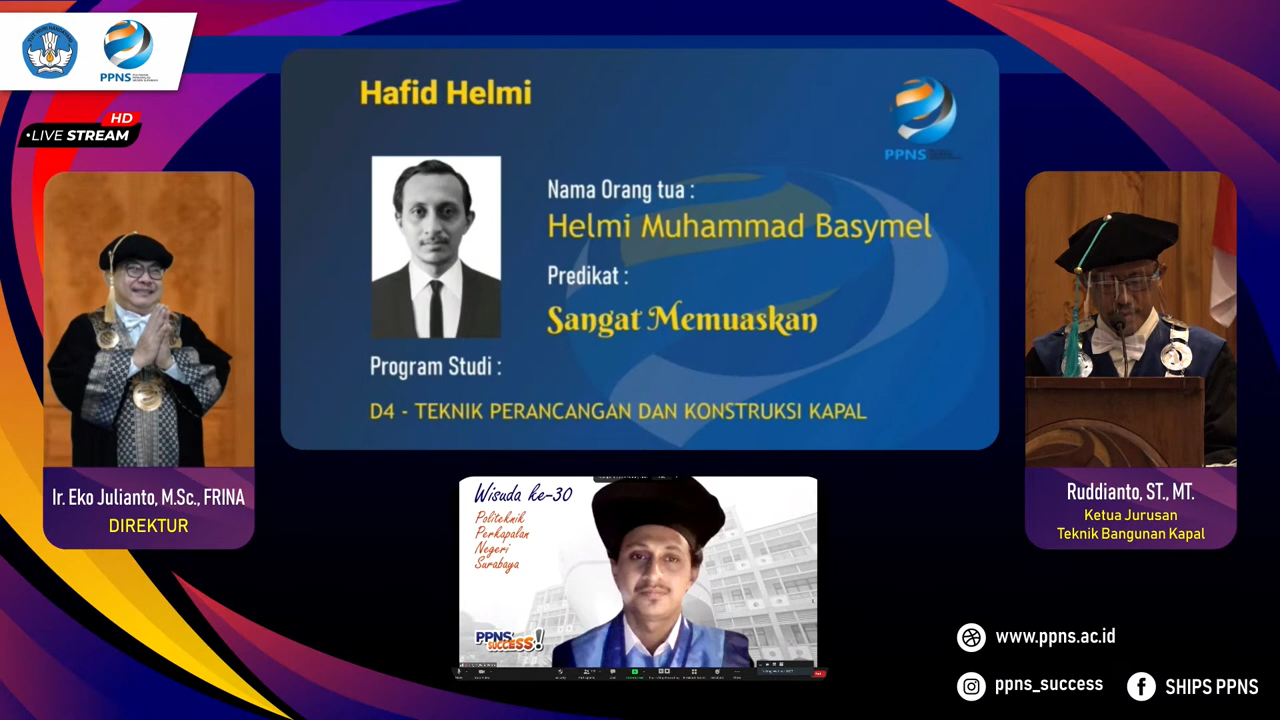 PPNS
HD
LIVE STREAM
Hafid Helmi
PPNS
Nama Orang tua :
Helmi Muhammad Basymel
Predikat :
Sangat Memuaskan
Program Studi :
D4 - TEKNIK PERANCANGAN DAN KONSTRUKSI KAPAL
Ir. Eko Julianto, M.Sc., FRINA
DIREKTUR
Ruddianto, ST., MT.
Ketua Jurusan
Teknik Bangunan Kapal
Wisuda ke-30
Politeknik
Perkapalan
Negeri
Surabaya
PPNS
SUCCESS!
www.ppns.ac.id
ppns_success
SHIPS PPNS